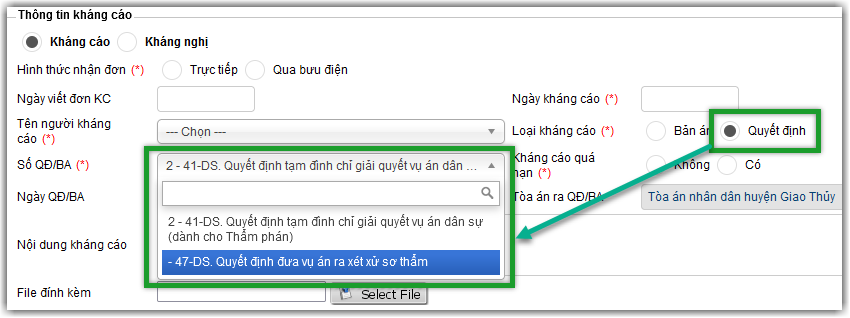 Thông tin kháng cáo
Kháng cáo Kháng nghị
Hình thức nhận đơn (*) Trực tiếp Qua bưu điện
Ngày viết đơn KC Ngày kháng cáo (*)
Tên người kháng cáo (*) --- Chọn --- Loại kháng cáo (*) Bản án Quyết định
Số QĐ/BA (*) 2 - 41-DS. Quyết định tạm đình chỉ giải quyết vụ án dân ... Kháng cáo quá hạn (*) Không Có
Ngày QĐ/BA Tòa án ra QĐ/BA Tòa án nhân dân huyện Giao Thủy
2 - 41-DS. Quyết định tạm đình chỉ giải quyết vụ án dân sự
(dành cho Thẩm phán)
Nội dung kháng cáo
- 47-DS. Quyết định đưa vụ án ra xét xử sơ thẩm
File đính kèm Select File